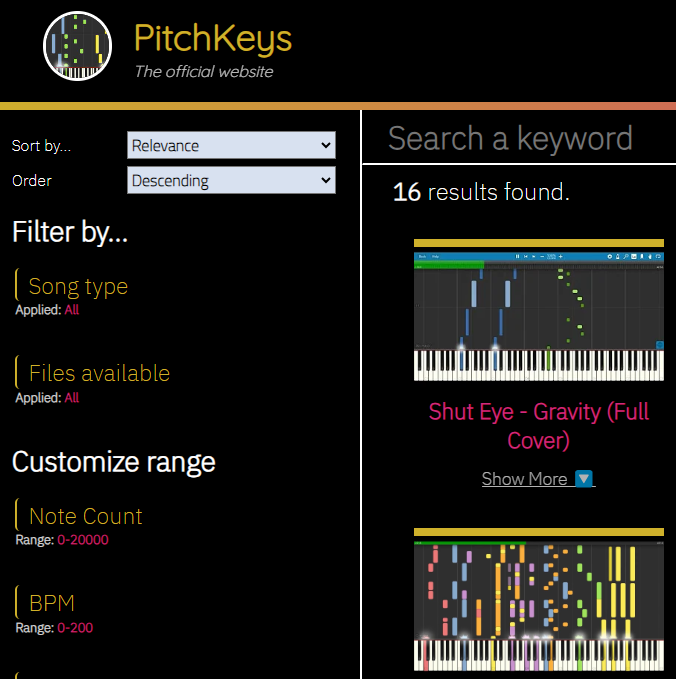 PitchKeys
The official website
Sort by...
Relevance
Order
Descending
Filter by...
Song type
Applied: All
Files available
Applied: All
Customize range
Note Count
Range: 0-20000
BPM
Range: 0-200
Search a keyword
16 results found.
Shut Eye - Gravity (Full
Cover)
Show More